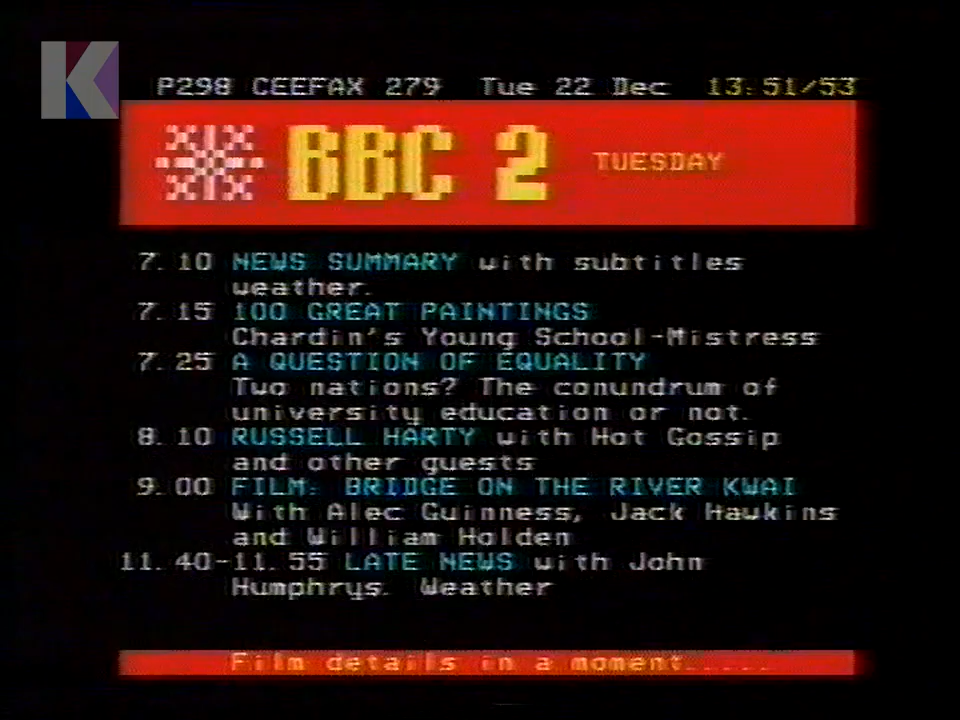 K
P298 CEEFAX 279 Tue 22 Dec 13:51/53
BBC 2 TUESDAY
7.10 NEWS SUMMARY with subtitles
weather.
7.15 100 GREAT PAINTINGS
Chardin's Young School-Mistress
7.25 A QUESTION OF EQUALITY
Two nations? The conundrum of
university education or not.
8.10 RUSSELL HARTY with Hot Gossip
and other guests
9.00 FILM: BRIDGE ON THE RIVER KWAI
With Alec Guinness, Jack Hawkins
and William Holden
11.40-11.55 LATE NEWS with John
Humphrys. Weather
Film details in a moment......